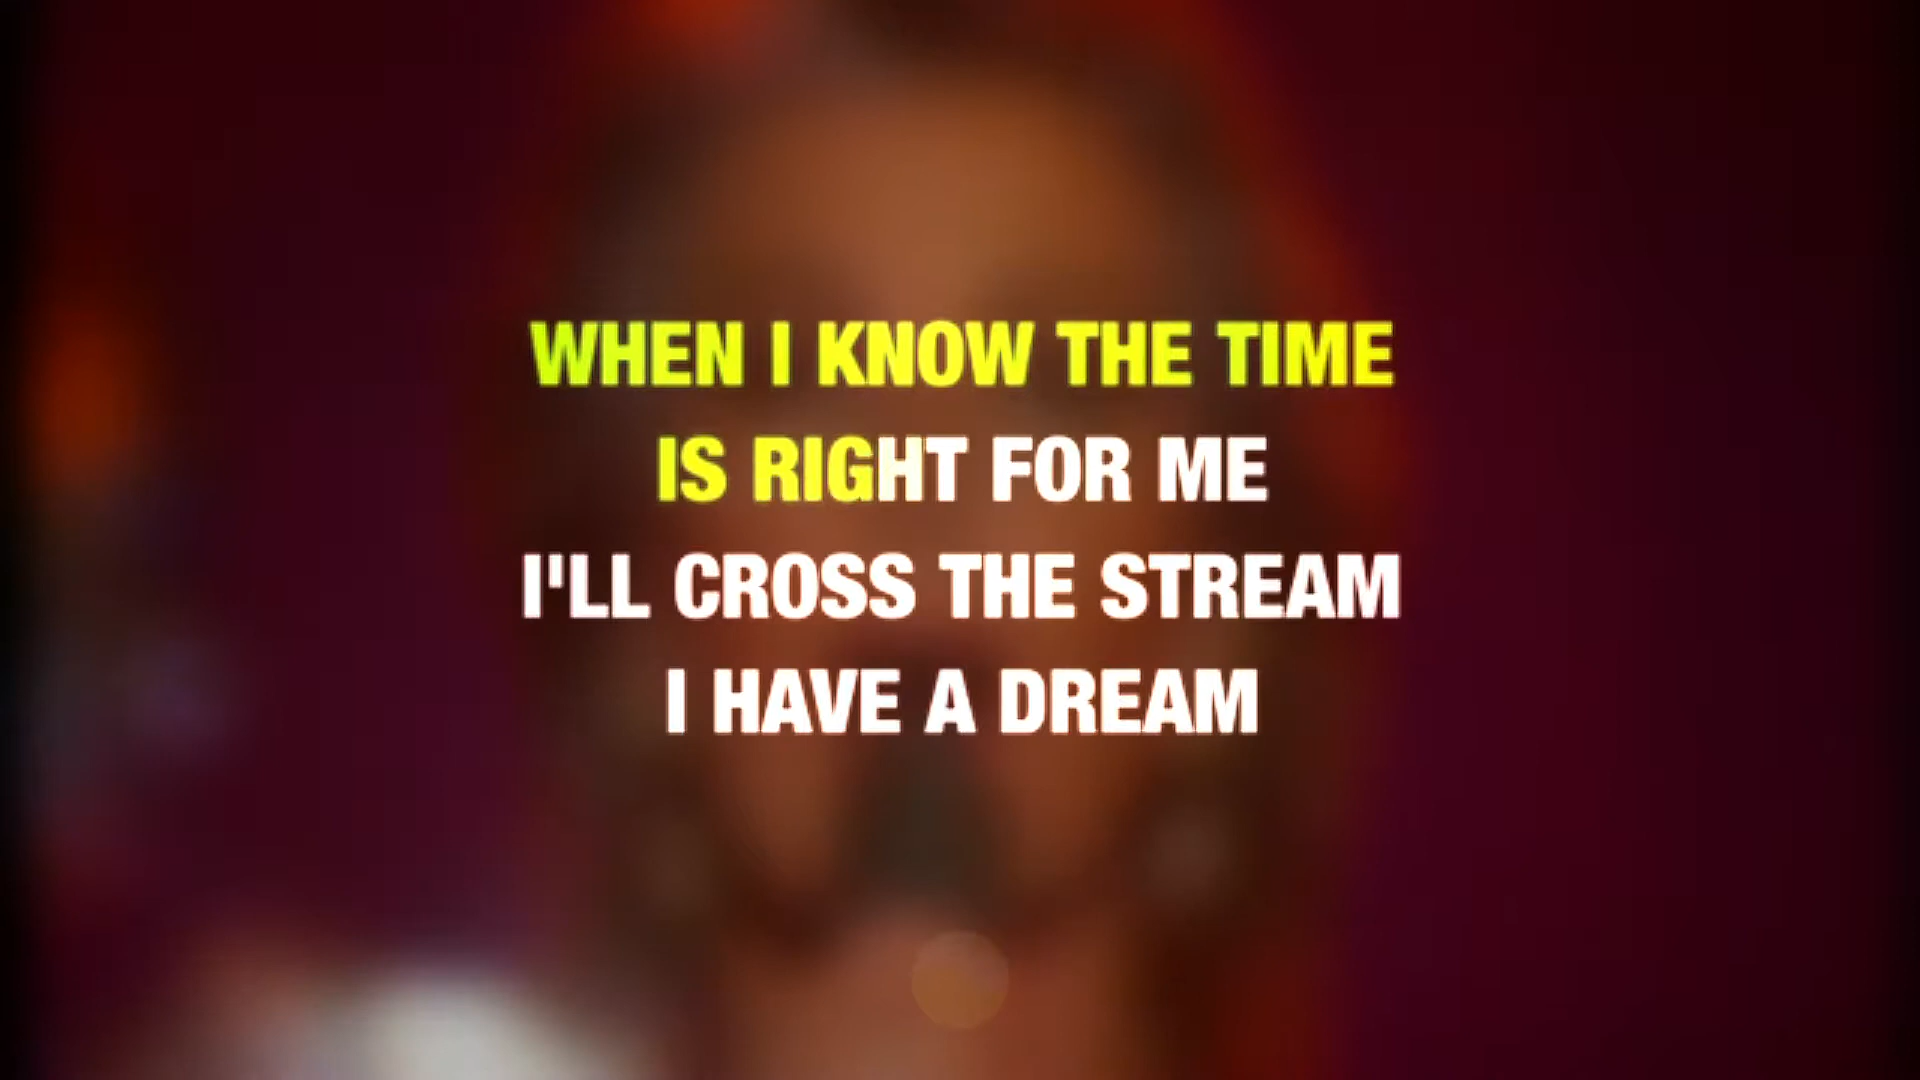 WHEN I KNOW THE TIME
IS RIGHT FOR ME
I'LL CROSS THE STREAM
I HAVE A DREAM